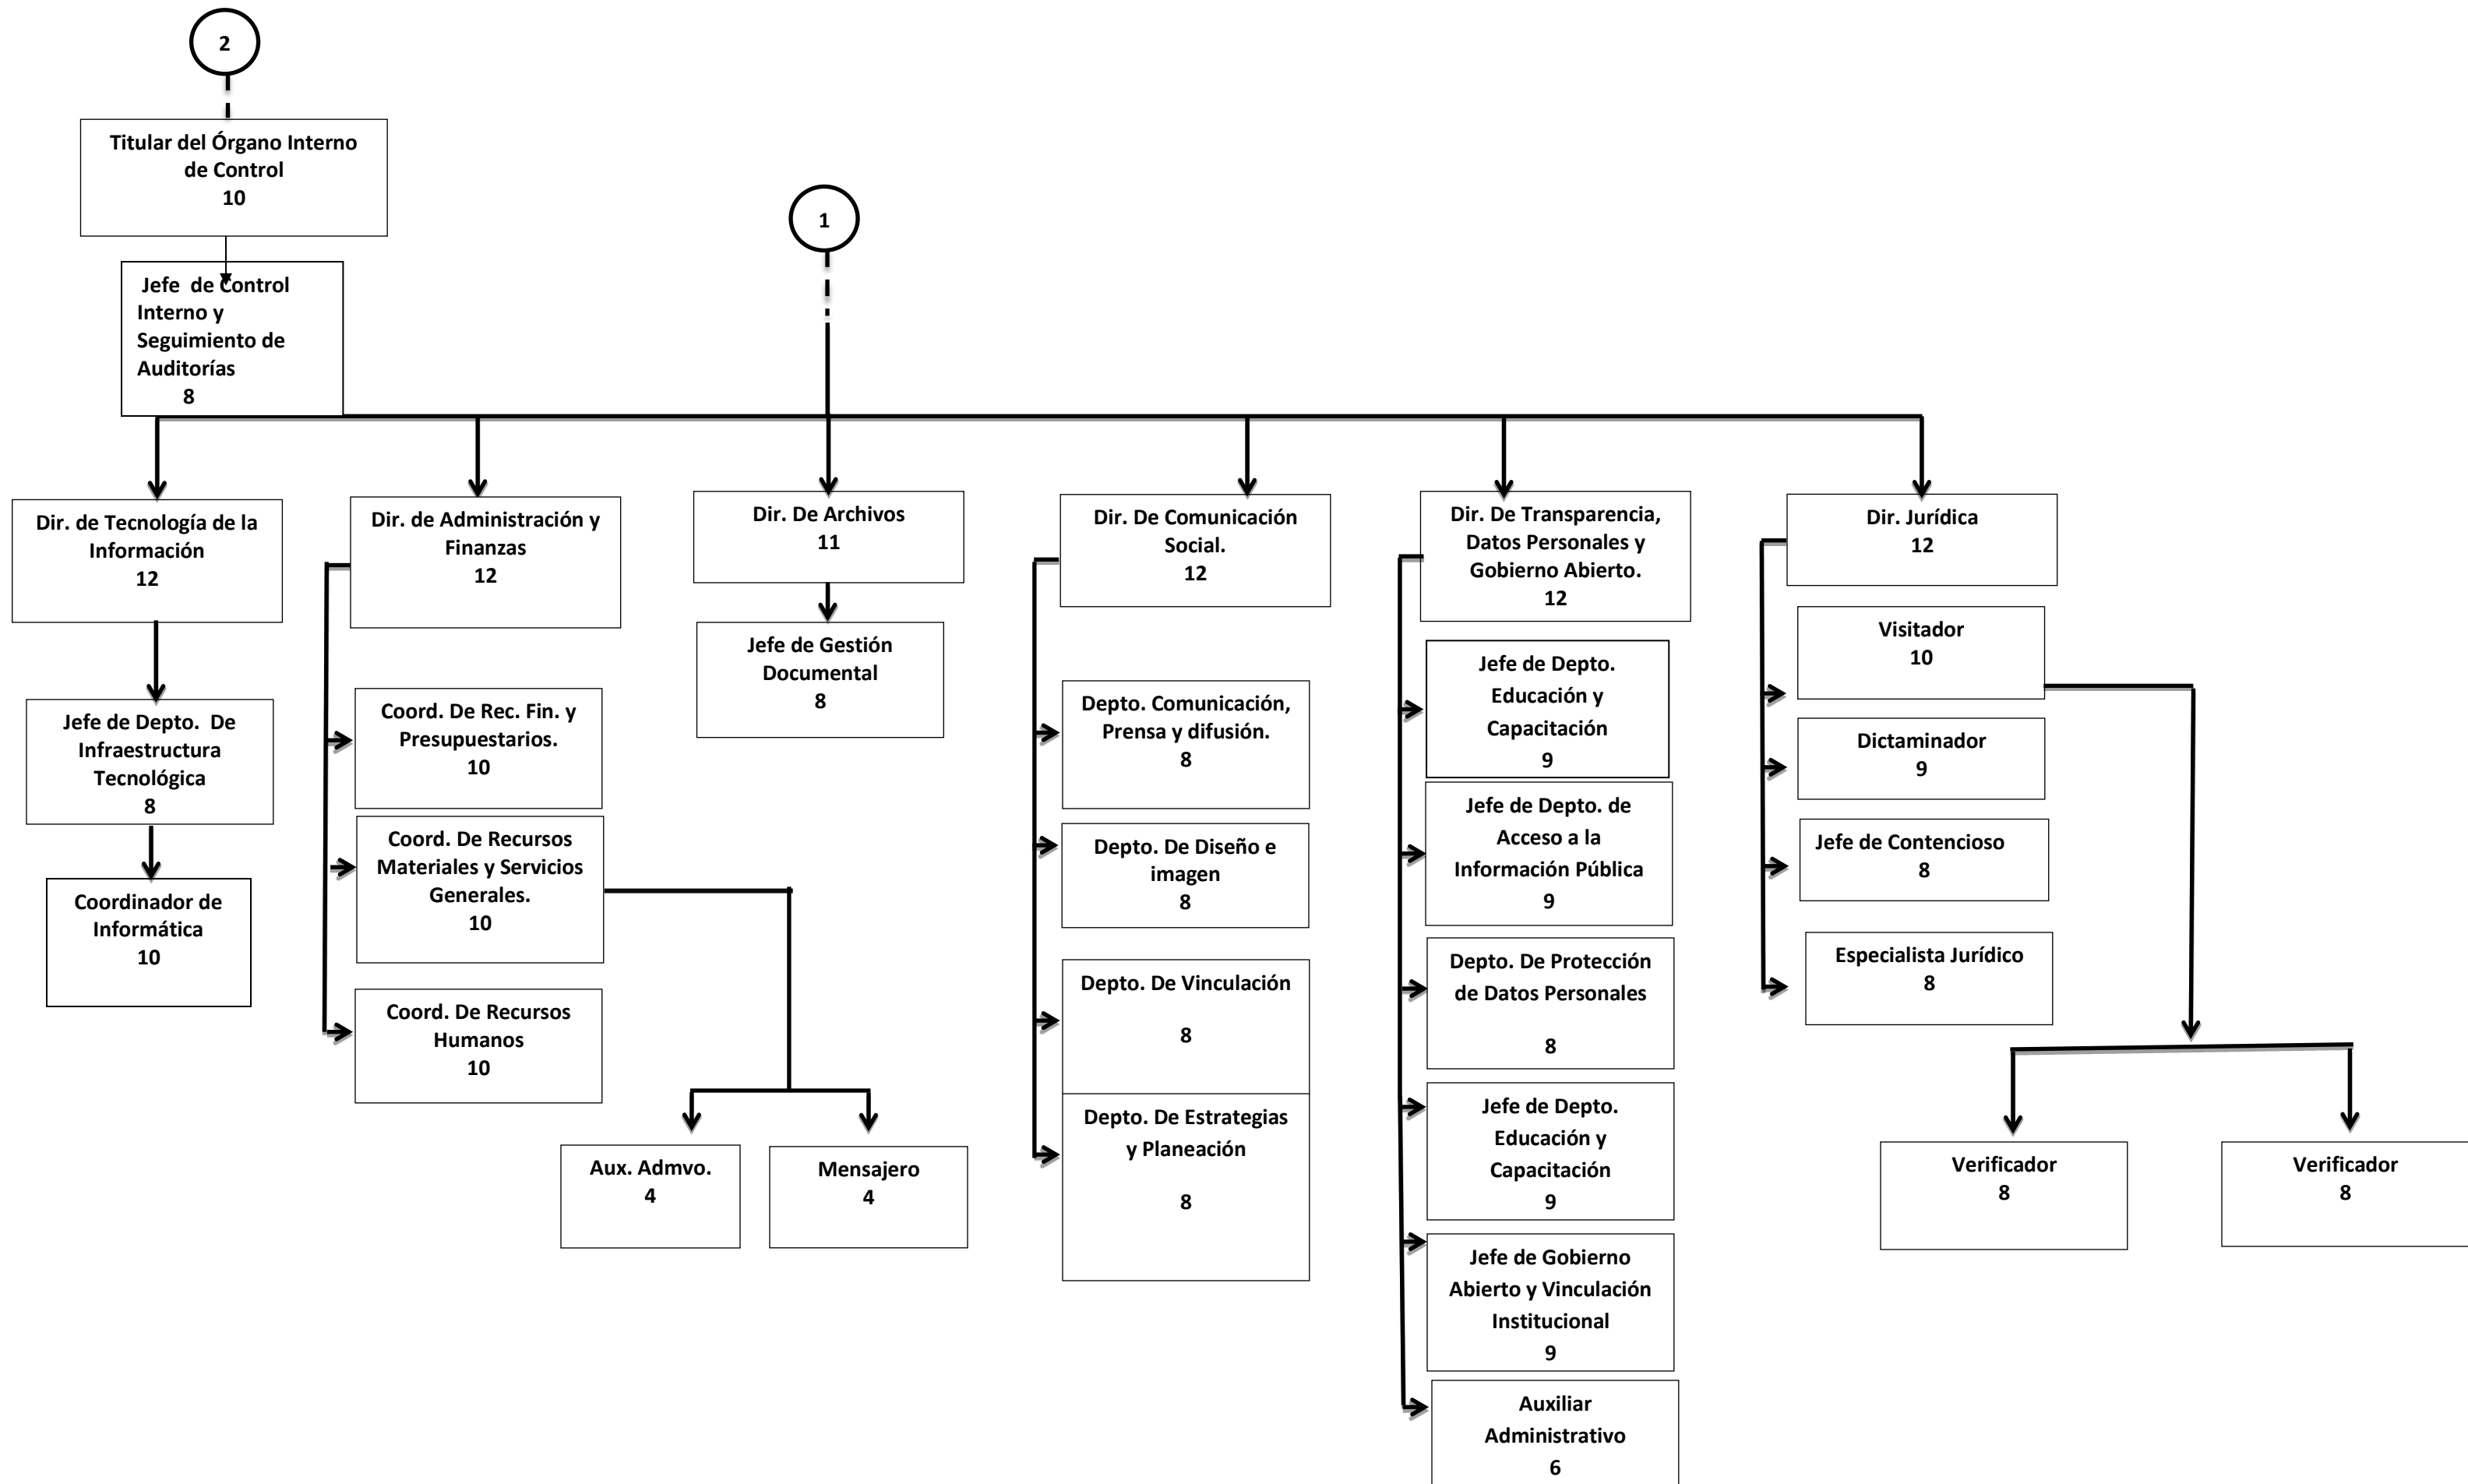 2
Titular del Órgano Interno
de Control
10
1
Jefe  de Control
Interno y
Seguimiento de
Auditorías
8
Dir. de Tecnología de la
Información
12
Jefe de Depto.  De
Infraestructura
Tecnológica
8
Coordinador de
Informática
10
Dir. de Administración y
Finanzas
12
Coord. De Rec. Fin. y
Presupuestarios.
10
Coord. De Recursos
Materiales y Servicios
Generales.
10
Coord. De Recursos
Humanos
10
Aux. Admvo.
4
Mensajero
4
Dir. De Archivos
11
Jefe de Gestión
Documental
8
Dir. De Comunicación
Social.
12
Depto. Comunicación,
Prensa y difusión.
8
Depto. De Diseño e
imagen
8
Depto. De Vinculación
8
Depto. De Estrategias
y Planeación
8
Dir. De Transparencia,
Datos Personales y
Gobierno Abierto.
12
Jefe de Depto.
Educación y
Capacitación
9
Jefe de Depto. de
Acceso a la
Información Pública
9
Depto. De Protección
de Datos Personales
8
Jefe de Depto.
Educación y
Capacitación
9
Jefe de Gobierno
Abierto y Vinculación
Institucional
9
Auxiliar
Administrativo
6
Dir. Jurídica
12
Visitador
10
Dictaminador
9
Jefe de Contencioso
8
Especialista Jurídico
8
Verificador
8
Verificador
8